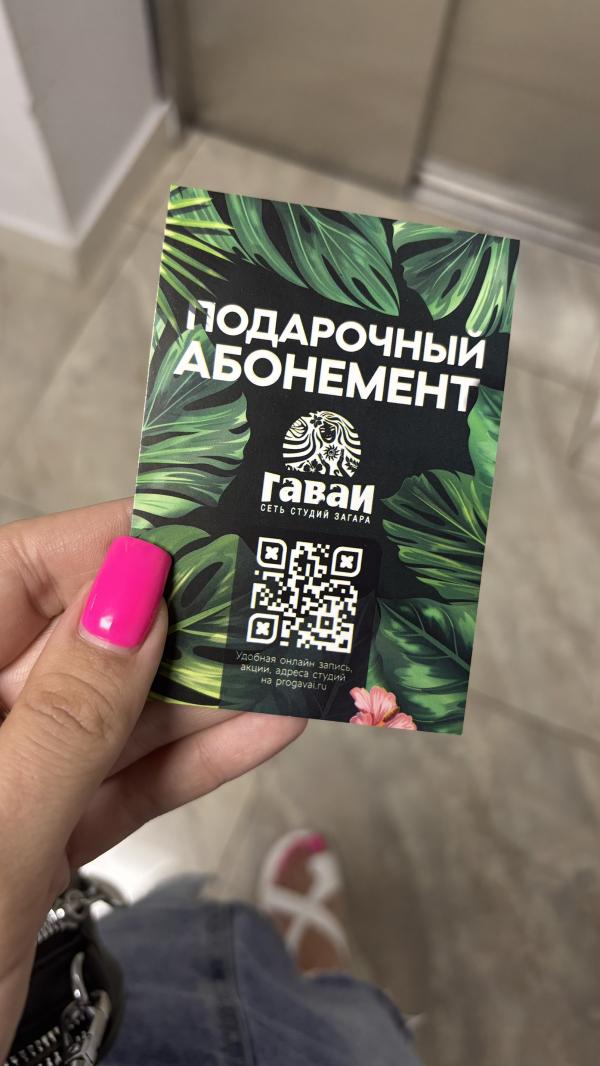 ПОДАРОЧНЫЙ
АБОНЕМЕНТ
гаваи
СЕТЬ СТУДИЙ ЗАГАРА
Удобная онлайн запись,
акции, адреса студий
на progavai.ru